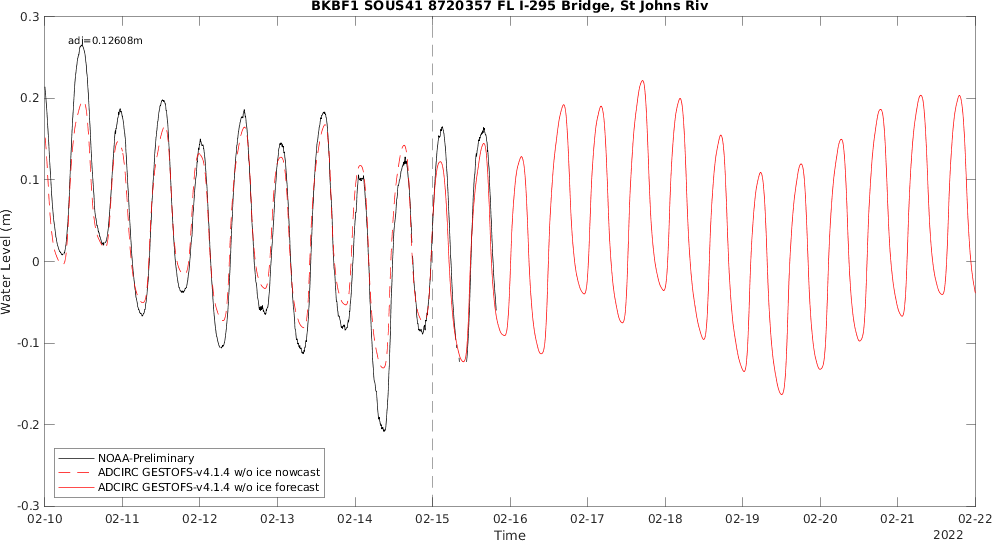 BKBF1 SOUS41 8720357 FL I-295 Bridge, St Johns Riv
adj=0.12608m
0.3
0.2
0.1
0
-0.1
-0.2
-0.3
Water Level (m)
NOAA-Preliminary
ADCIRC GESTOFS-v4.1.4 w/o ice nowcast
ADCIRC GESTOFS-v4.1.4 w/o ice forecast
02-10 02-11 02-12 02-13 02-14 02-15 02-16 02-17 02-18 02-19 02-20 02-21 02-22
Time
2022